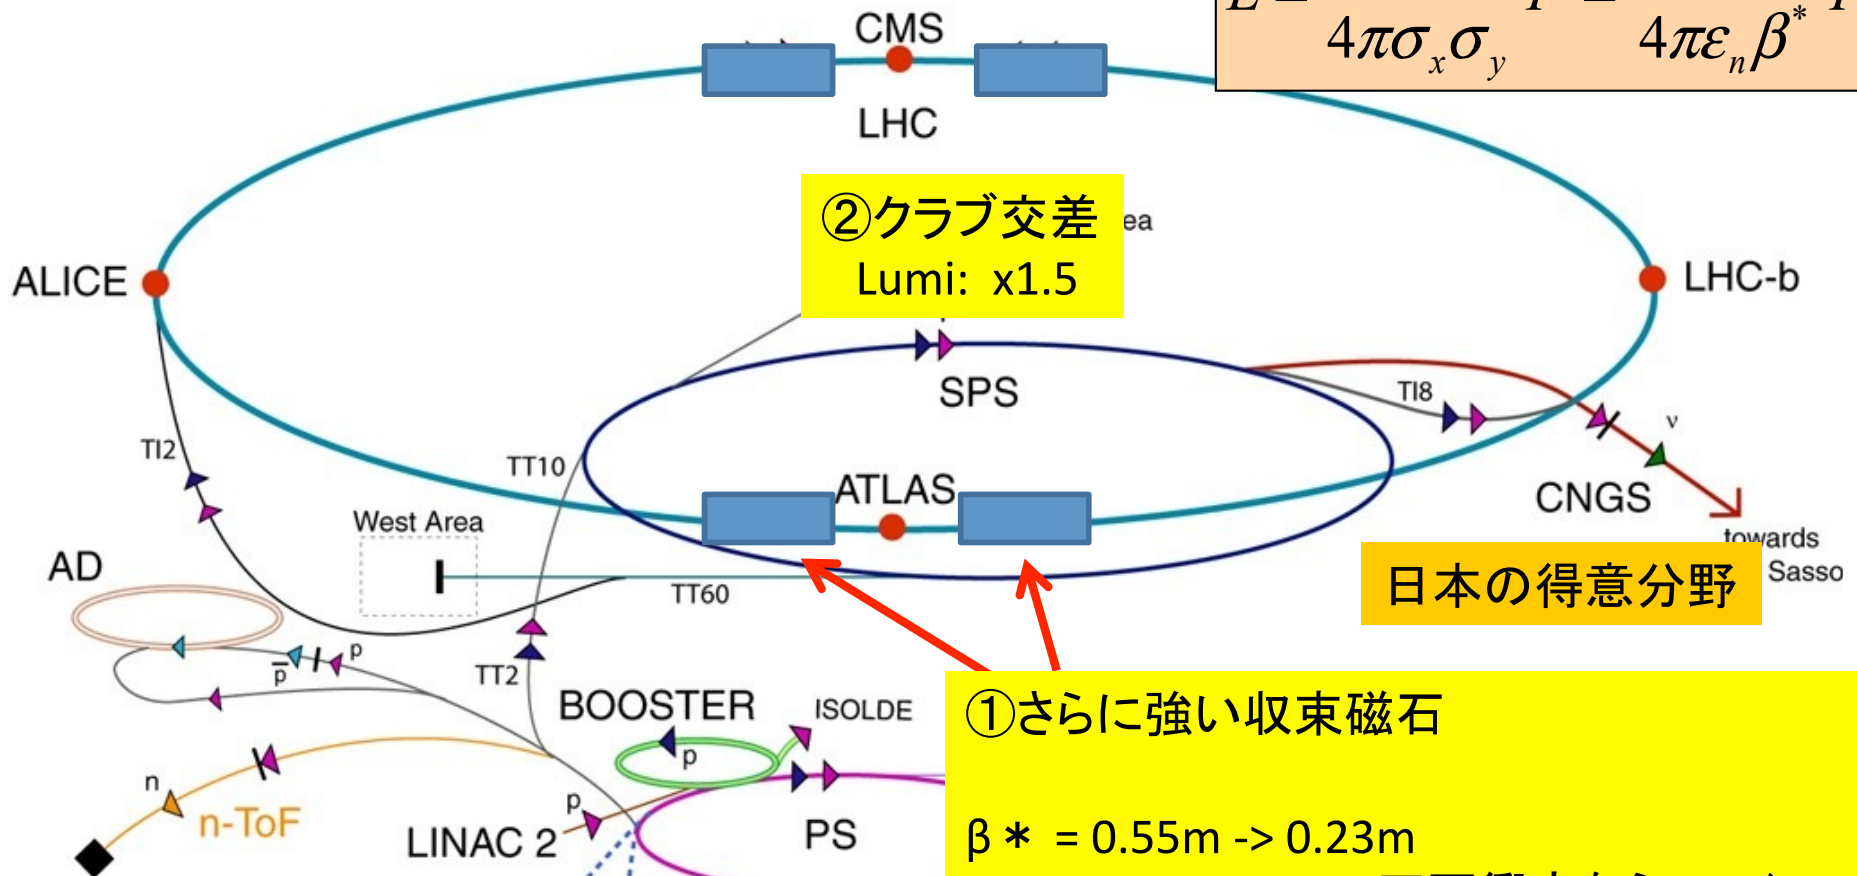 CMS
4πσxσy
4πεnβ*
LHC
②クラブ交差
Lumi: x1.5
ea
ALICE
LHC-b
SPS
TI8
ν
TI2
TT10
ATLAS
CNGS
West Area
towards
Sasso
AD
TT60
日本の得意分野
p
p̅
TT2
BOOSTER
ISOLDE
①さらに強い収束磁石
p
n
n-ToF
p
LINAC 2
PS
β＊ = 0.55m -> 0.23m